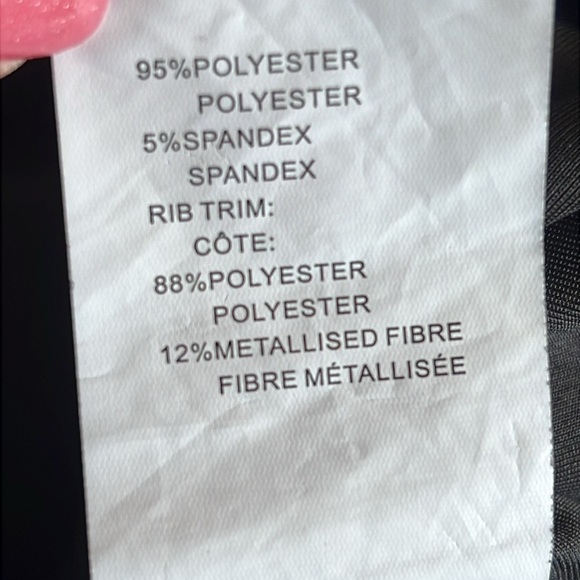 95%POLYESTER
POLYESTER
5%SPANDEX
SPANDEX
RIB TRIM:
CÔTE:
88%POLYESTER
POLYESTER
12%METALLISED FIBRE
FIBRE MÉTALLISÉE